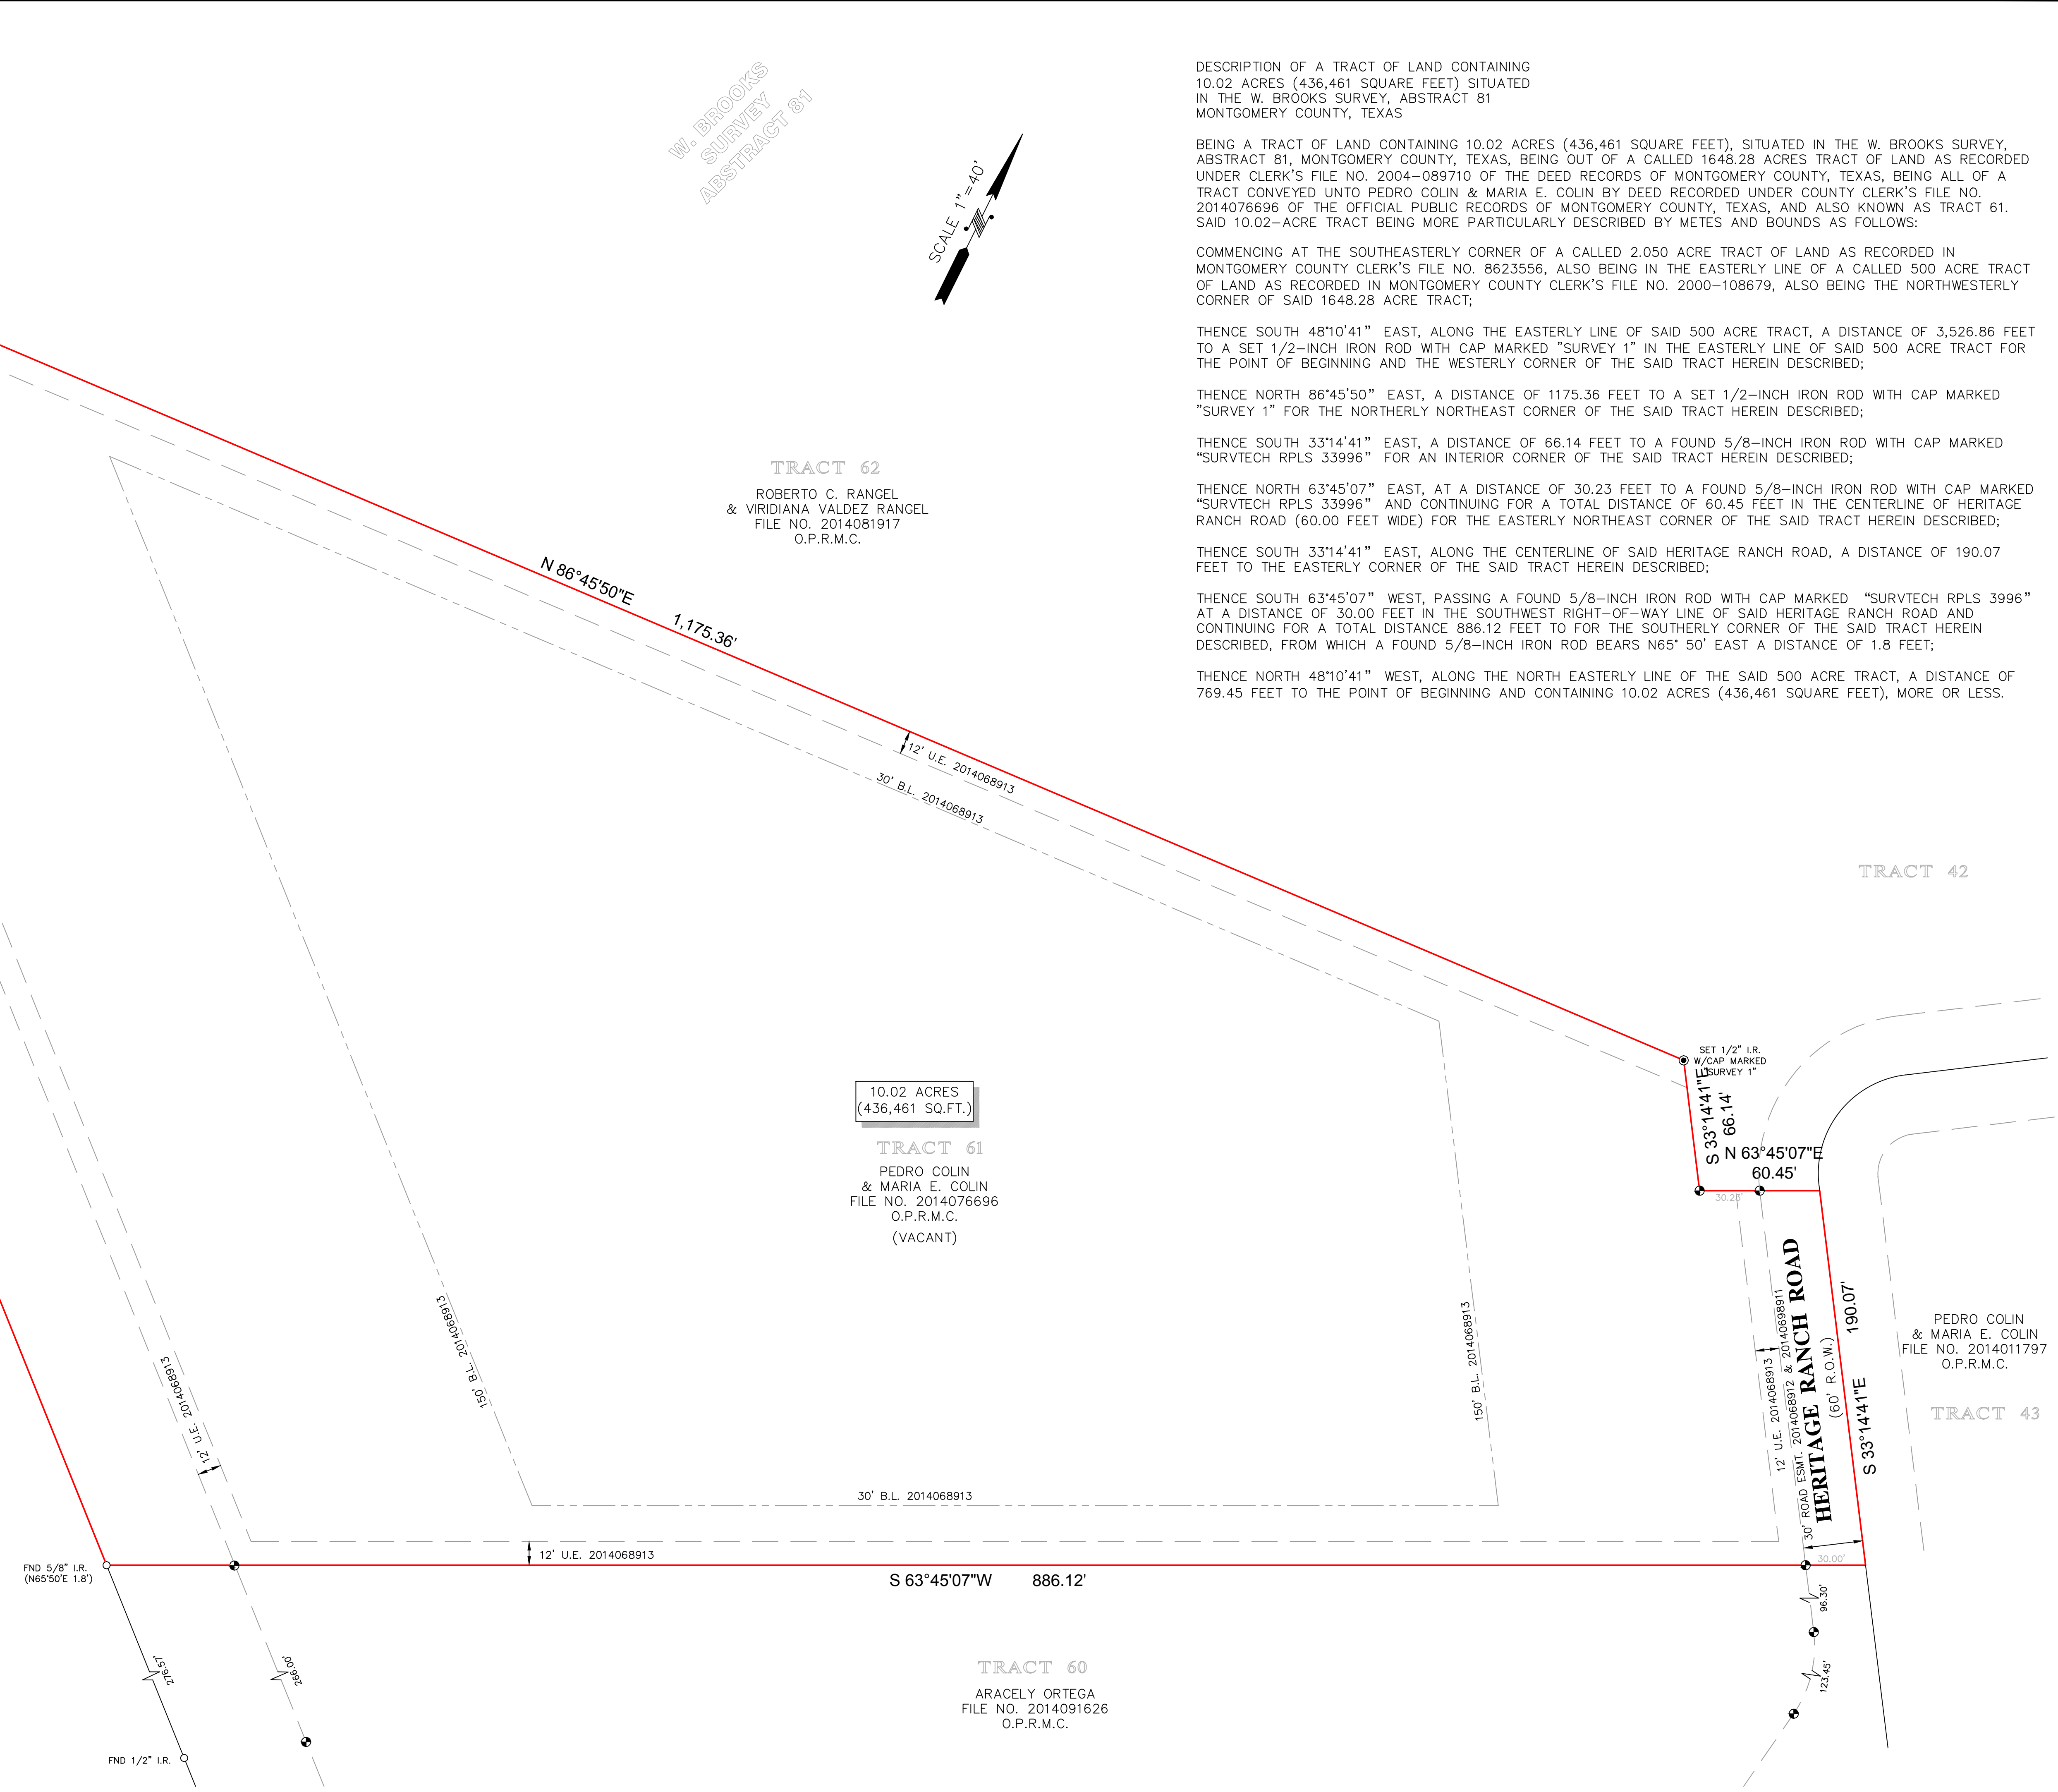 W. BROOKS
SURVEY
ABSTRACT 81
SCALE 1"=40'
DESCRIPTION OF A TRACT OF LAND CONTAINING
10.02 ACRES (436,461 SQUARE FEET) SITUATED
IN THE W. BROOKS SURVEY, ABSTRACT 81
MONTGOMERY COUNTY, TEXAS
BEING A TRACT OF LAND CONTAINING 10.02 ACRES (436,461 SQUARE FEET), SITUATED IN THE W. BROOKS SURVEY,
ABSTRACT 81, MONTGOMERY COUNTY, TEXAS, BEING OUT OF A CALLED 1648.28 ACRES TRACT OF LAND AS RECORDED
UNDER CLERK'S FILE NO. 2004-089710 OF THE DEED RECORDS OF MONTGOMERY COUNTY, TEXAS, BEING ALL OF A
TRACT CONVEYED UNTO PEDRO COLIN & MARIA E. COLIN BY DEED RECORDED UNDER COUNTY CLERK'S FILE NO.
2014076696 OF THE OFFICIAL PUBLIC RECORDS OF MONTGOMERY COUNTY, TEXAS, AND ALSO KNOWN AS TRACT 61.
SAID 10.02-ACRE TRACT BEING MORE PARTICULARLY DESCRIBED BY METES AND BOUNDS AS FOLLOWS:
COMMENCING AT THE SOUTHEASTERLY CORNER OF A CALLED 2.050 ACRE TRACT OF LAND AS RECORDED IN
MONTGOMERY COUNTY CLERK'S FILE NO. 8623556, ALSO BEING IN THE EASTERLY LINE OF A CALLED 500 ACRE TRACT
OF LAND AS RECORDED IN MONTGOMERY COUNTY CLERK'S FILE NO. 2000-108679, ALSO BEING THE NORTHWESTERLY
CORNER OF SAID 1648.28 ACRE TRACT;
THENCE SOUTH 48°10'41" EAST, ALONG THE EASTERLY LINE OF SAID 500 ACRE TRACT, A DISTANCE OF 3,526.86 FEET
TO A SET 1/2-INCH IRON ROD WITH CAP MARKED "SURVEY 1" IN THE EASTERLY LINE OF SAID 500 ACRE TRACT FOR
THE POINT OF BEGINNING AND THE WESTERLY CORNER OF THE SAID TRACT HEREIN DESCRIBED;
THENCE NORTH 86°45'50" EAST, A DISTANCE OF 1175.36 FEET TO A SET 1/2-INCH IRON ROD WITH CAP MARKED
"SURVEY 1" FOR THE NORTHERLY NORTHEAST CORNER OF THE SAID TRACT HEREIN DESCRIBED;
THENCE SOUTH 33°14'41" EAST, A DISTANCE OF 66.14 FEET TO A FOUND 5/8-INCH IRON ROD WITH CAP MARKED
"SURVTECH RPLS 33996" FOR AN INTERIOR CORNER OF THE SAID TRACT HEREIN DESCRIBED;
THENCE NORTH 63°45'07" EAST, AT A DISTANCE OF 30.23 FEET TO A FOUND 5/8-INCH IRON ROD WITH CAP MARKED
"SURVTECH RPLS 33996" AND CONTINUING FOR A TOTAL DISTANCE OF 60.45 FEET IN THE CENTERLINE OF HERITAGE
RANCH ROAD (60.00 FEET WIDE) FOR THE EASTERLY NORTHEAST CORNER OF THE SAID TRACT HEREIN DESCRIBED;
THENCE SOUTH 33°14'41" EAST, ALONG THE CENTERLINE OF SAID HERITAGE RANCH ROAD, A DISTANCE OF 190.07
FEET TO THE EASTERLY CORNER OF THE SAID TRACT HEREIN DESCRIBED;
THENCE SOUTH 63°45'07" WEST, PASSING A FOUND 5/8-INCH IRON ROD WITH CAP MARKED "SURVTECH RPLS 3996"
AT A DISTANCE OF 30.00 FEET IN THE SOUTHWEST RIGHT-OF-WAY LINE OF SAID HERITAGE RANCH ROAD AND
CONTINUING FOR A TOTAL DISTANCE 886.12 FEET TO FOR THE SOUTHERLY CORNER OF THE SAID TRACT HEREIN
DESCRIBED, FROM WHICH A FOUND 5/8-INCH IRON ROD BEARS N65° 50' EAST A DISTANCE OF 1.8 FEET;
THENCE NORTH 48°10'41" WEST, ALONG THE NORTH EASTERLY LINE OF THE SAID 500 ACRE TRACT, A DISTANCE OF
769.45 FEET TO THE POINT OF BEGINNING AND CONTAINING 10.02 ACRES (436,461 SQUARE FEET), MORE OR LESS.
TRACT 62
ROBERTO C. RANGEL
& VIRIDIANA VALDEZ RANGEL
FILE NO. 2014081917
O.P.R.M.C.
N 86°45'50"E
1,175.36'
12' U.E. 2014068913
30' B.L. 2014068913
TRACT 42
SET 1/2" I.R.
W/CAP MARKED
"SURVEY 1"
S 33°14'41"E
66.14'
N 63°45'07"E
60.45'
30.23'
10.02 ACRES
(436,461 SQ.FT.)
TRACT 61
PEDRO COLIN
& MARIA E. COLIN
FILE NO. 2014076696
O.P.R.M.C.
(VACANT)
150' B.L. 2014068913
12' U.E. 2014068913
150' B.L. 2014068913
12' U.E. 2014068913
30' ROAD ESMT. 2014068912 & 2014069891​1
HERITAGE RANCH ROAD
(60' R.O.W.)
190.07'
S 33°14'41"E
PEDRO COLIN
& MARIA E. COLIN
FILE NO. 2014011797
O.P.R.M.C.
TRACT 43
30' B.L. 2014068913
12' U.E. 2014068913
30.00'
FND 5/8" I.R.
(N65°50'E 1.8')
S 63°45'07"W 886.12'
96.30'
276.57'
266.00'
123.45'
TRACT 60
ARACELY ORTEGA
FILE NO. 2014091626
O.P.R.M.C.
FND 1/2" I.R.